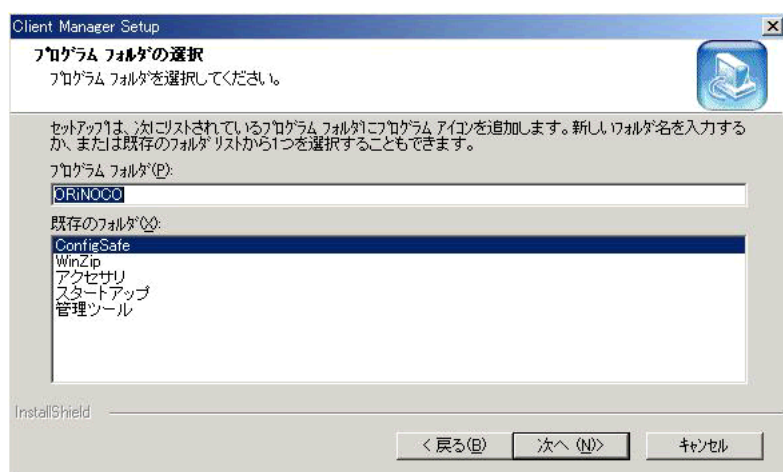 Client Manager Setup
プログラム フォルダの選択
プログラム フォルダを選択してください。
セットアップは、次にリストされているプログラム フォルダにプログラム アイコンを追加します。新しいフォルダ名を入力する
か、または既存のフォルダ リストから1つを選択することもできます。
プログラム フォルダ(P):
ORiNOCO
既存のフォルダ(X):
ConfigSafe
WinZip
アクセサリ
スタートアップ
管理ツール
InstallShield
< 戻る(B)
次へ (N)>
キャンセル